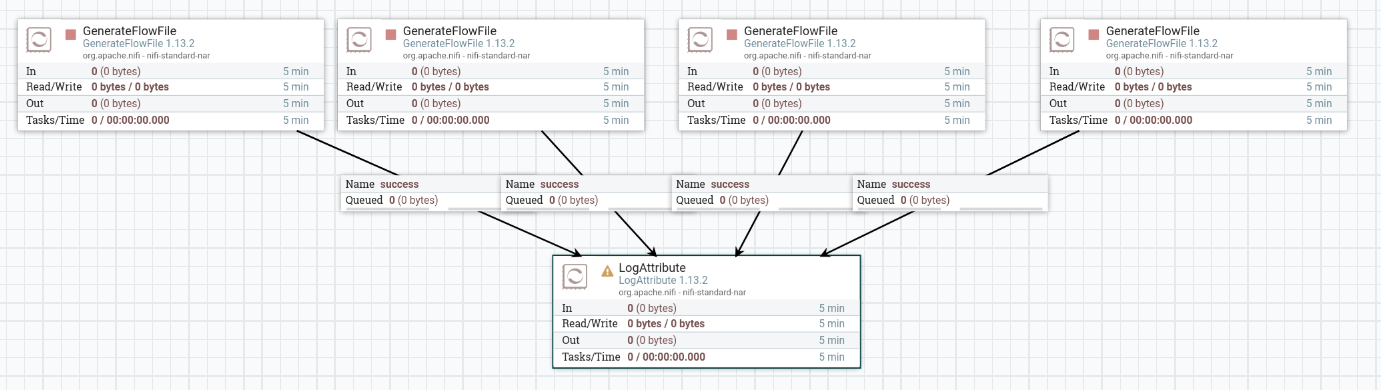 GenerateFlowFile
GenerateFlowFile 1.13.2
org.apache.nifi - nifi-standard-nar
In 0 (0 bytes) 5 min
Read/Write 0 bytes / 0 bytes 5 min
Out 0 (0 bytes) 5 min
Tasks/Time 0 / 00:00:00.000 5 min
GenerateFlowFile
GenerateFlowFile 1.13.2
org.apache.nifi - nifi-standard-nar
In 0 (0 bytes) 5 min
Read/Write 0 bytes / 0 bytes 5 min
Out 0 (0 bytes) 5 min
Tasks/Time 0 / 00:00:00.000 5 min
GenerateFlowFile
GenerateFlowFile 1.13.2
org.apache.nifi - nifi-standard-nar
In 0 (0 bytes) 5 min
Read/Write 0 bytes / 0 bytes 5 min
Out 0 (0 bytes) 5 min
Tasks/Time 0 / 00:00:00.000 5 min
GenerateFlowFile
GenerateFlowFile 1.13.2
org.apache.nifi - nifi-standard-nar
In 0 (0 bytes) 5 min
Read/Write 0 bytes / 0 bytes 5 min
Out 0 (0 bytes) 5 min
Tasks/Time 0 / 00:00:00.000 5 min
Name success
Queued 0 (0 bytes)
Name success
Queued 0 (0 bytes)
Name success
Queued 0 (0 bytes)
Name success
Queued 0 (0 bytes)
LogAttribute
LogAttribute 1.13.2
org.apache.nifi - nifi-standard-nar
In 0 (0 bytes) 5 min
Read/Write 0 bytes / 0 bytes 5 min
Out 0 (0 bytes) 5 min
Tasks/Time 0 / 00:00:00.000 5 min